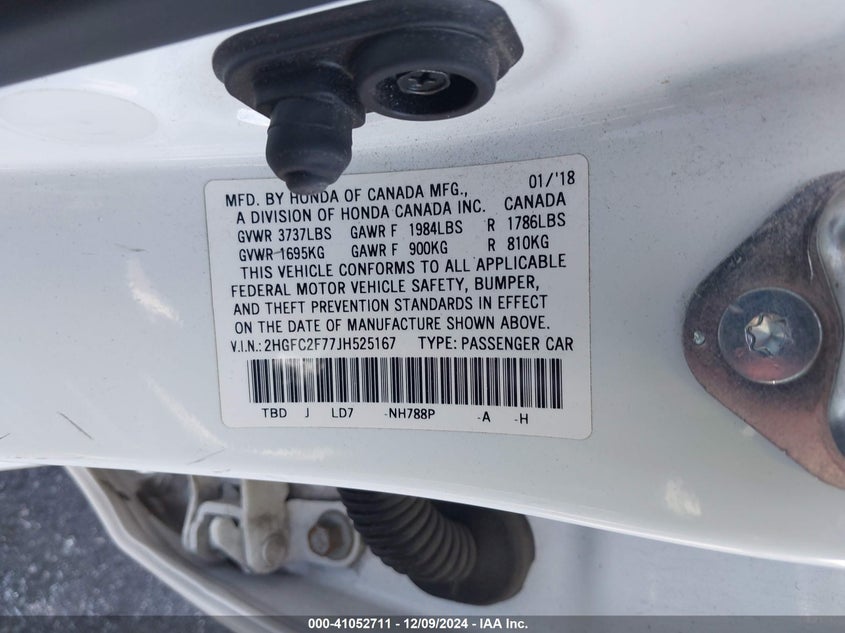 MFD. BY HONDA OF CANADA MFG., 01/'18
A DIVISION OF HONDA CANADA INC. CANADA
GVWR 3737LBS GAWR F 1984LBS R 1786LBS
GVWR 1695KG GAWR F 900KG R 810KG
THIS VEHICLE CONFORMS TO ALL APPLICABLE
FEDERAL MOTOR VEHICLE SAFETY, BUMPER,
AND THEFT PREVENTION STANDARDS IN EFFECT
ON THE DATE OF MANUFACTURE SHOWN ABOVE.
V.I.N.: 2HGFC2F77JH525167 TYPE: PASSENGER CAR
TBD J LD7 -NH788P -A -H
000-41052711 - 12/09/2024 - IAA Inc.